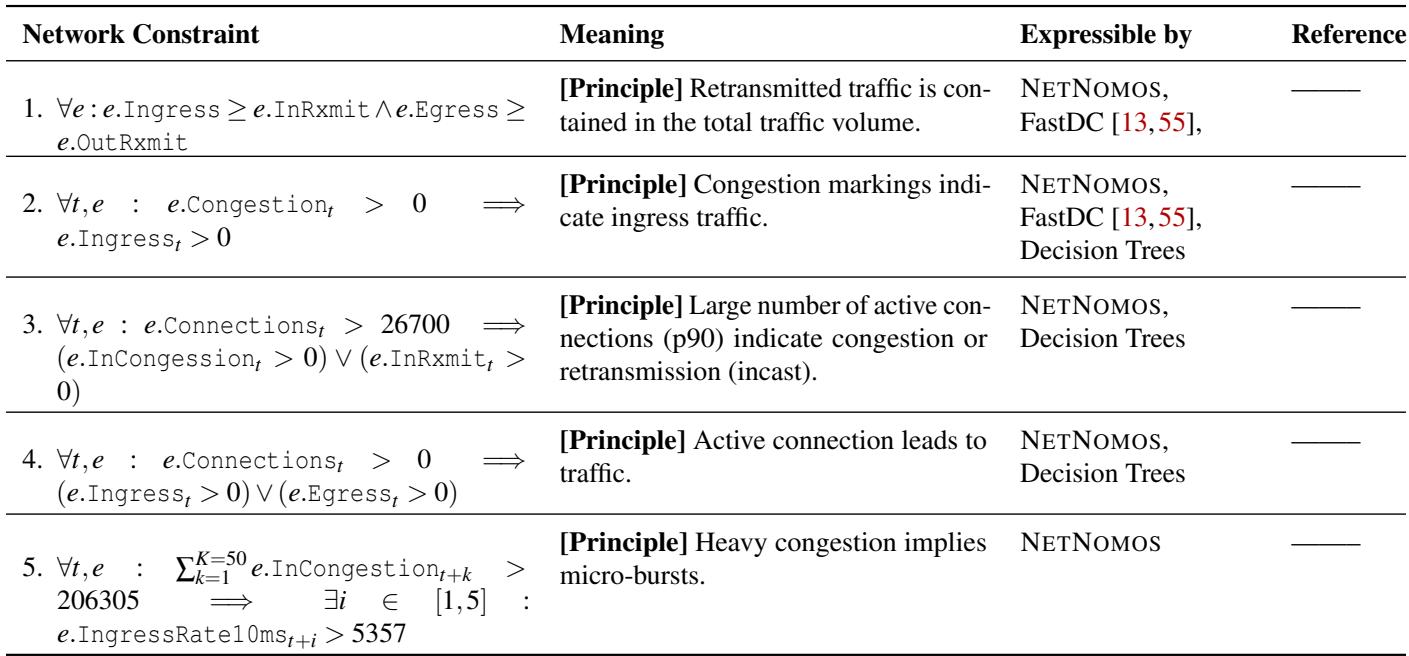 Network Constraint Meaning Expressible by Reference
1. ∀e : e.Ingress ≥ e.InRxmit ∧ e.Egress ≥
e.OutRxmit
[Principle] Retransmitted traffic is con-
tained in the total traffic volume.
NETNOMOS,
FastDC [13, 55],
———
2. ∀t, e : e.Congestionₜ > 0 ⟹
e.Ingressₜ > 0
[Principle] Congestion markings indi-
cate ingress traffic.
NETNOMOS,
FastDC [13, 55],
Decision Trees
———
3. ∀t, e : e.Connectionsₜ > 26700 ⟹
(e.InCongessionₜ > 0) ∨ (e.InRxmitₜ >
0)
[Principle] Large number of active con-
nections (p90) indicate congestion or
retransmission (incast).
NETNOMOS,
Decision Trees
———
4. ∀t, e : e.Connectionsₜ > 0 ⟹
(e.Ingressₜ > 0) ∨ (e.Egressₜ > 0)
[Principle] Active connection leads to
traffic.
NETNOMOS,
Decision Trees
———
5. ∀t, e : ∑_{k=1}^{K=50} e.InCongestion_{t+k} >
206305 ⟹ ∃i ∈ [1, 5] :
e.IngressRate10ms_{t+i} > 5357
[Principle] Heavy congestion implies
micro-bursts.
NETNOMOS
———